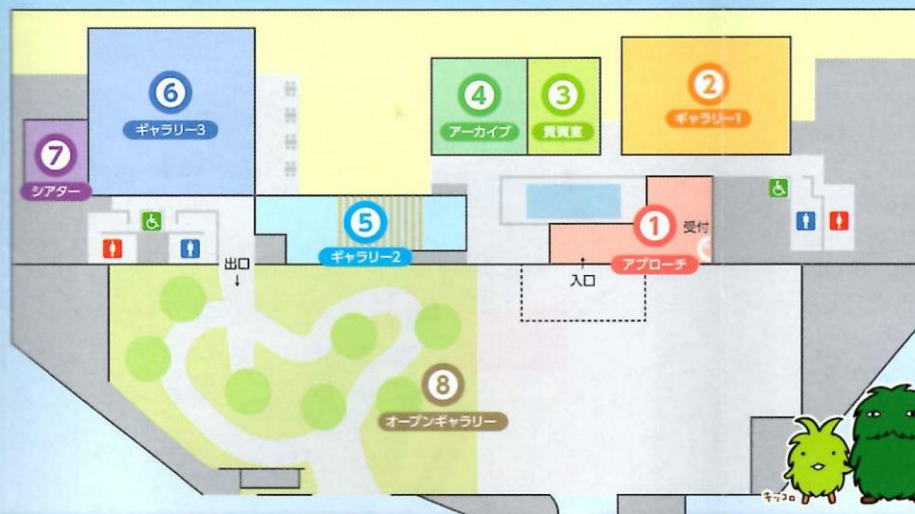 6
ギャラリー3
7
シアター
4
アーカイブ
3
貴賓室
2
ギャラリー1
5
ギャラリー2
1
受付
アプローチ
出口
↓
↑
入口
8
オープンギャラリー
キッコロ